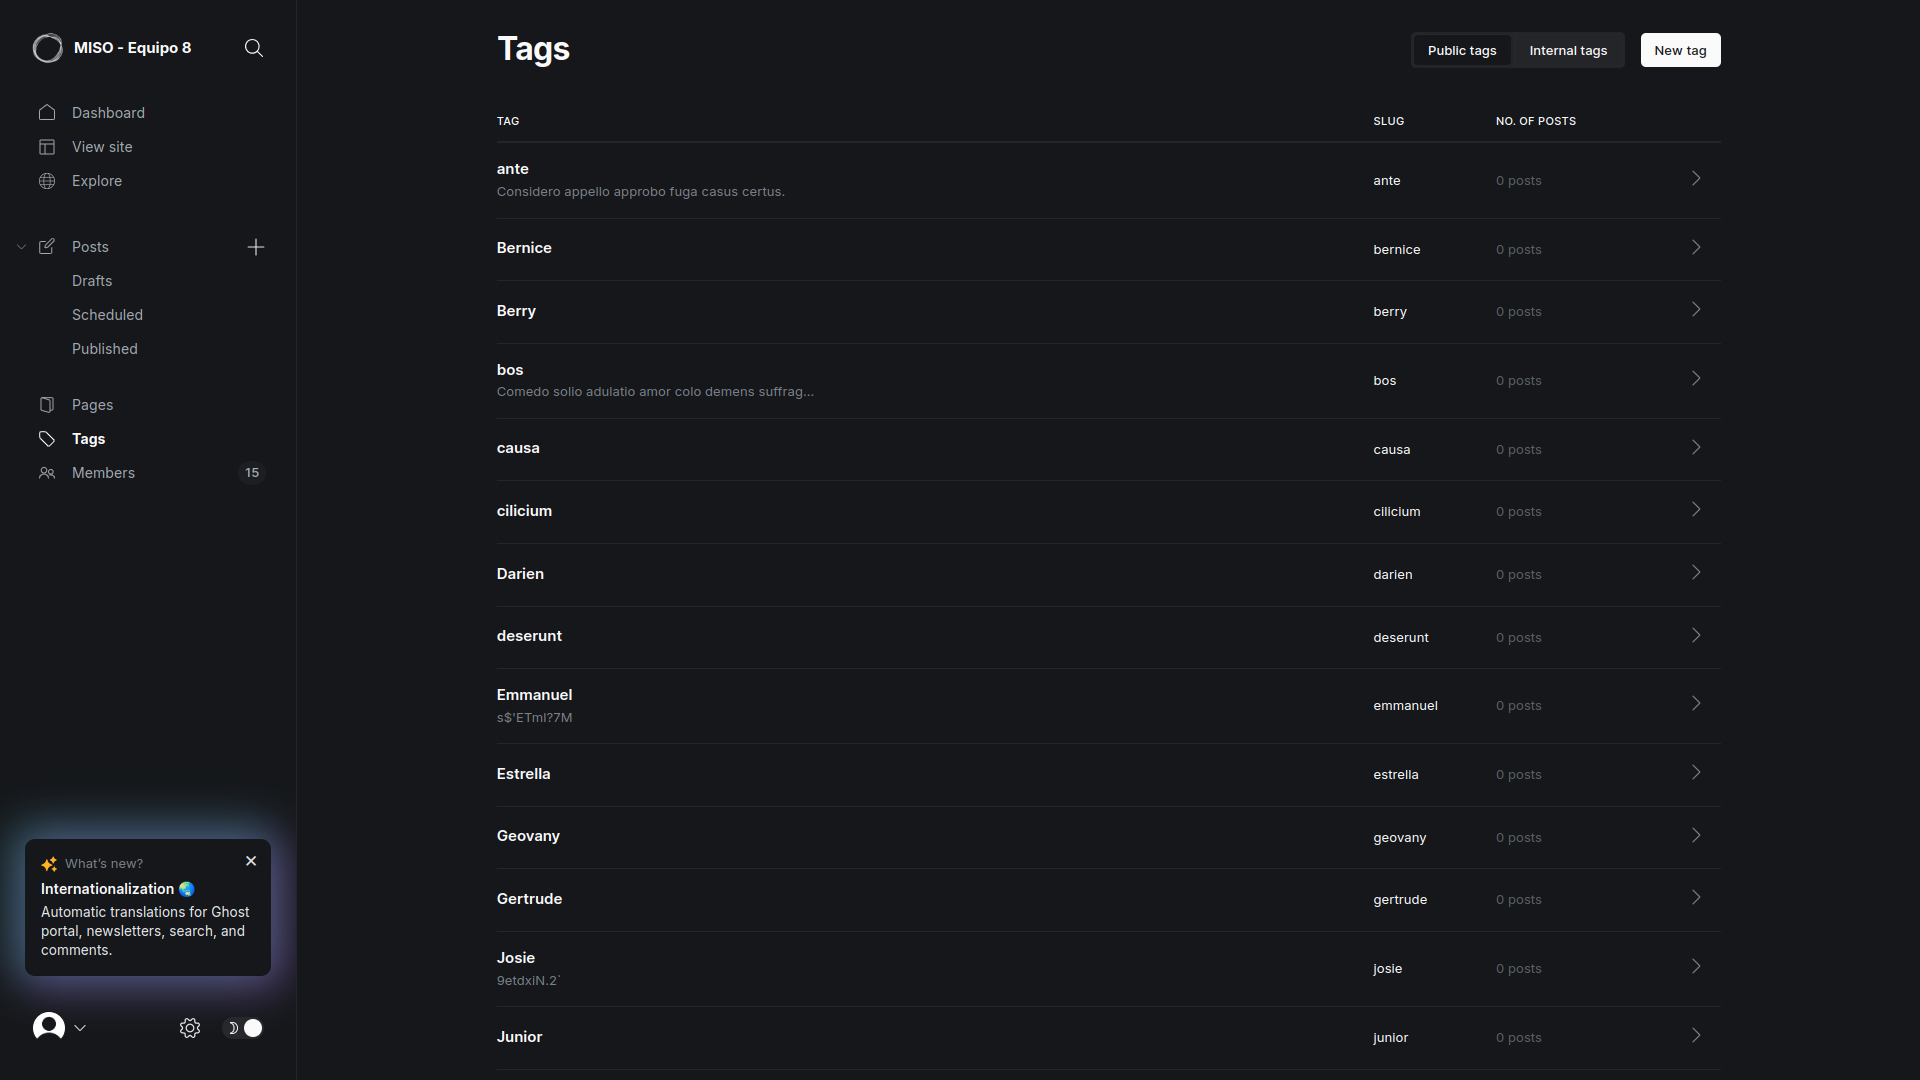 MISO - Equipo 8
Dashboard
View site
Explore
Posts
Drafts
Scheduled
Published
Pages
Tags
Members 15
What's new?
Internationalization 🌏
Automatic translations for Ghost
portal, newsletters, search, and
comments.
Tags
Public tags Internal tags New tag
TAG SLUG NO. OF POSTS
ante
Considero appello approbo fuga casus certus.
ante 0 posts
Bernice bernice 0 posts
Berry berry 0 posts
bos
Comedo solio adulatio amor colo demens suffrag...
bos 0 posts
causa causa 0 posts
cilicium cilicium 0 posts
Darien darien 0 posts
deserunt deserunt 0 posts
Emmanuel
s$'ETml?7M
emmanuel 0 posts
Estrella estrella 0 posts
Geovany geovany 0 posts
Gertrude gertrude 0 posts
Josie
9etdxiN.2`
josie 0 posts
Junior junior 0 posts